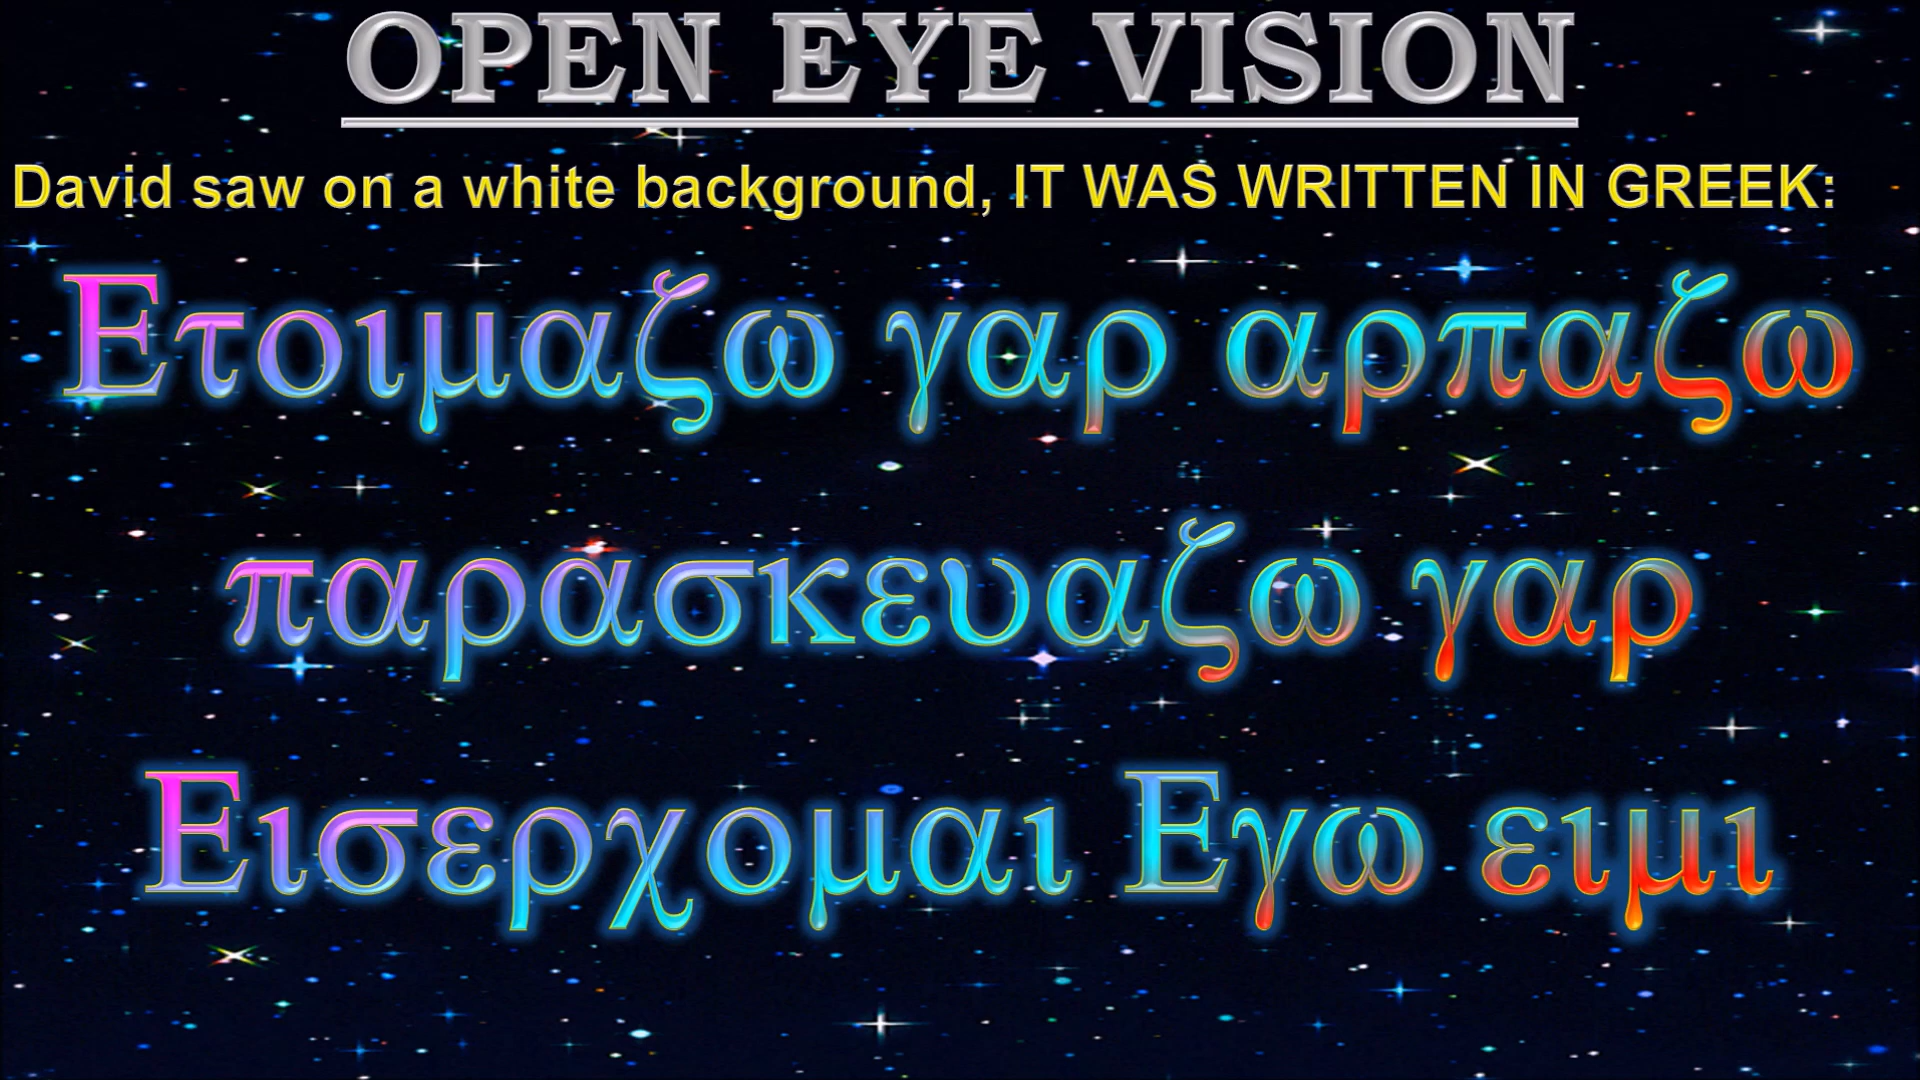 OPEN EYE VISION
David saw on a white background, IT WAS WRITTEN IN GREEK:
Ετοιμαζω γαρ αρπαζω
παρασκευαζω γαρ
Εισερχομαι Εγω ειμι